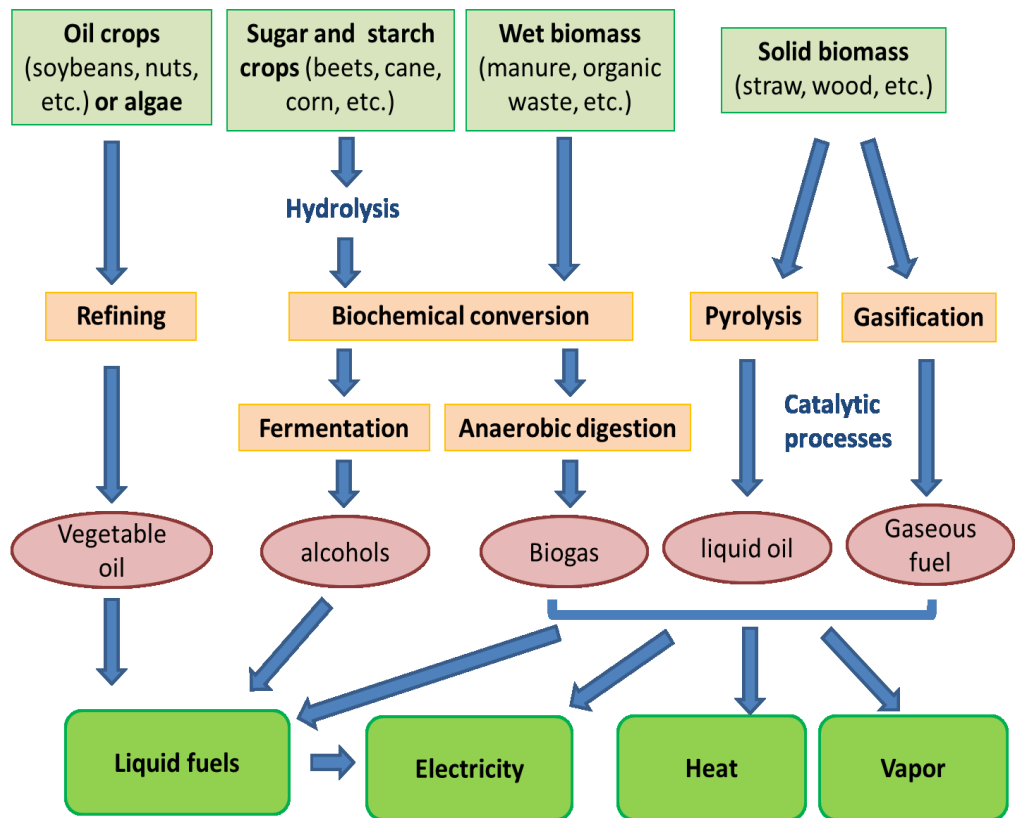 Oil crops
(soybeans, nuts,
etc.) or algae
Sugar and starch
crops (beets, cane,
corn, etc.)
Wet biomass
(manure, organic
waste, etc.)
Solid biomass
(straw, wood, etc.)
Hydrolysis
Refining
Biochemical conversion
Pyrolysis
Gasification
Fermentation
Anaerobic digestion
Catalytic
processes
Vegetable
oil
alcohols
Biogas
liquid oil
Gaseous
fuel
Liquid fuels
Electricity
Heat
Vapor